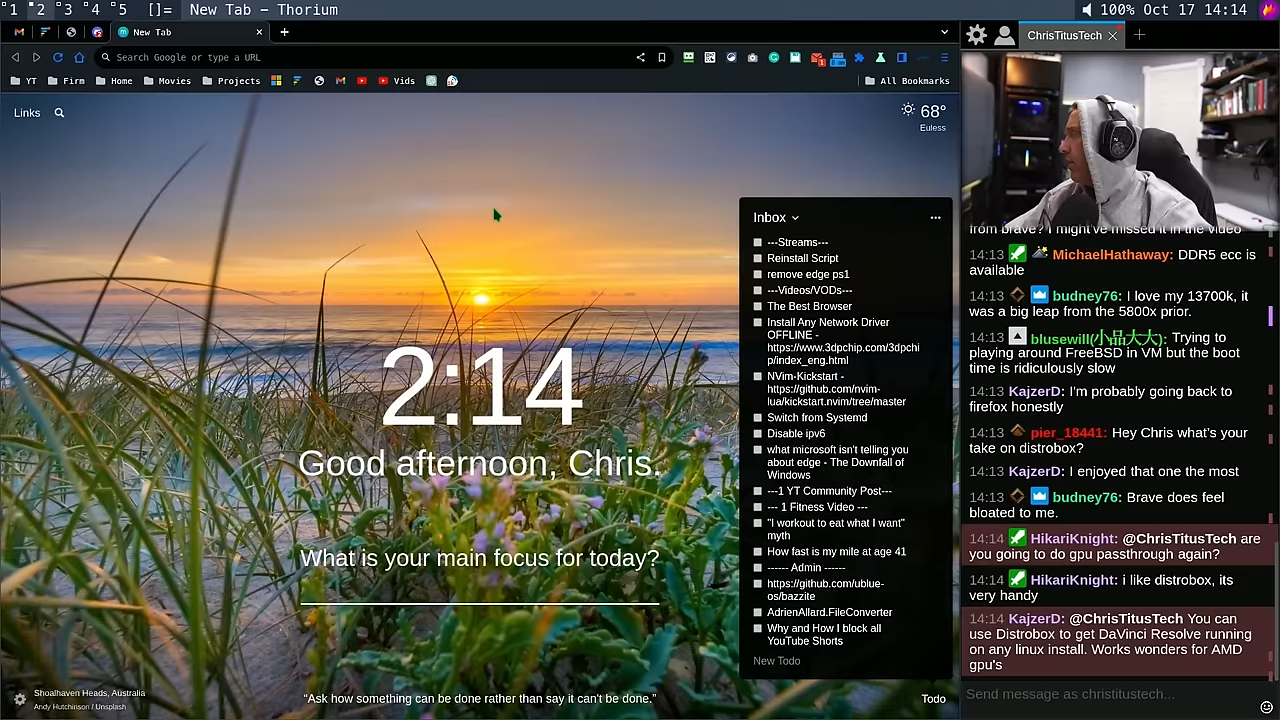 1 2 3 4 5 []= New Tab - Thorium 100% Oct 17 14:14
New Tab
Search Google or type a URL
YT Firm Home Movies Projects Vids All Bookmarks
Links
68°
Euless
2:14
Good afternoon, Chris.
What is your main focus for today?
Inbox
---Streams---
Reinstall Script
remove edge ps1
---Videos/VODs---
The Best Browser
Install Any Network Driver
OFFLINE -
https://www.3dpchip.com/3dpchi
p/index_eng.html
NVim-Kickstart -
https://github.com/nvim-
lua/kickstart.nvim/tree/master
Switch from Systemd
Disable ipv6
what microsoft isn't telling you
about edge - The Downfall of
Windows
---1 YT Community Post---
--- 1 Fitness Video ---
"I workout to eat what I want"
myth
How fast is my mile at age 41
------ Admin ------
https://github.com/ublue-
os/bazzite
AdrienAllard.FileConverter
Why and How I block all
YouTube Shorts
New Todo
Shoalhaven Heads, Australia
Andy Hutchinson / Unsplash
“Ask how something can be done rather than say it can't be done.”
Todo
ChrisTitusTech
from brave? I might've missed it in the video
14:13 MichaelHathaway: DDR5 ecc is
available
14:13 budney76: I love my 13700k, it
was a big leap from the 5800x prior.
14:13 blusewill(小品大大): Trying to
playing around FreeBSD in VM but the boot
time is ridiculously slow
14:13 KajzerD: I'm probably going back to
firefox honestly
14:13 pier_18441: Hey Chris what's your
take on distrobox?
14:13 KajzerD: I enjoyed that one the most
14:13 budney76: Brave does feel
bloated to me.
14:14 HikariKnight: @ChrisTitusTech are
you going to do gpu passthrough again?
14:14 HikariKnight: i like distrobox, its
very handy
14:14 KajzerD: @ChrisTitusTech You can
use Distrobox to get DaVinci Resolve running
on any linux install. Works wonders for AMD
gpu's
Send message as christitustech...